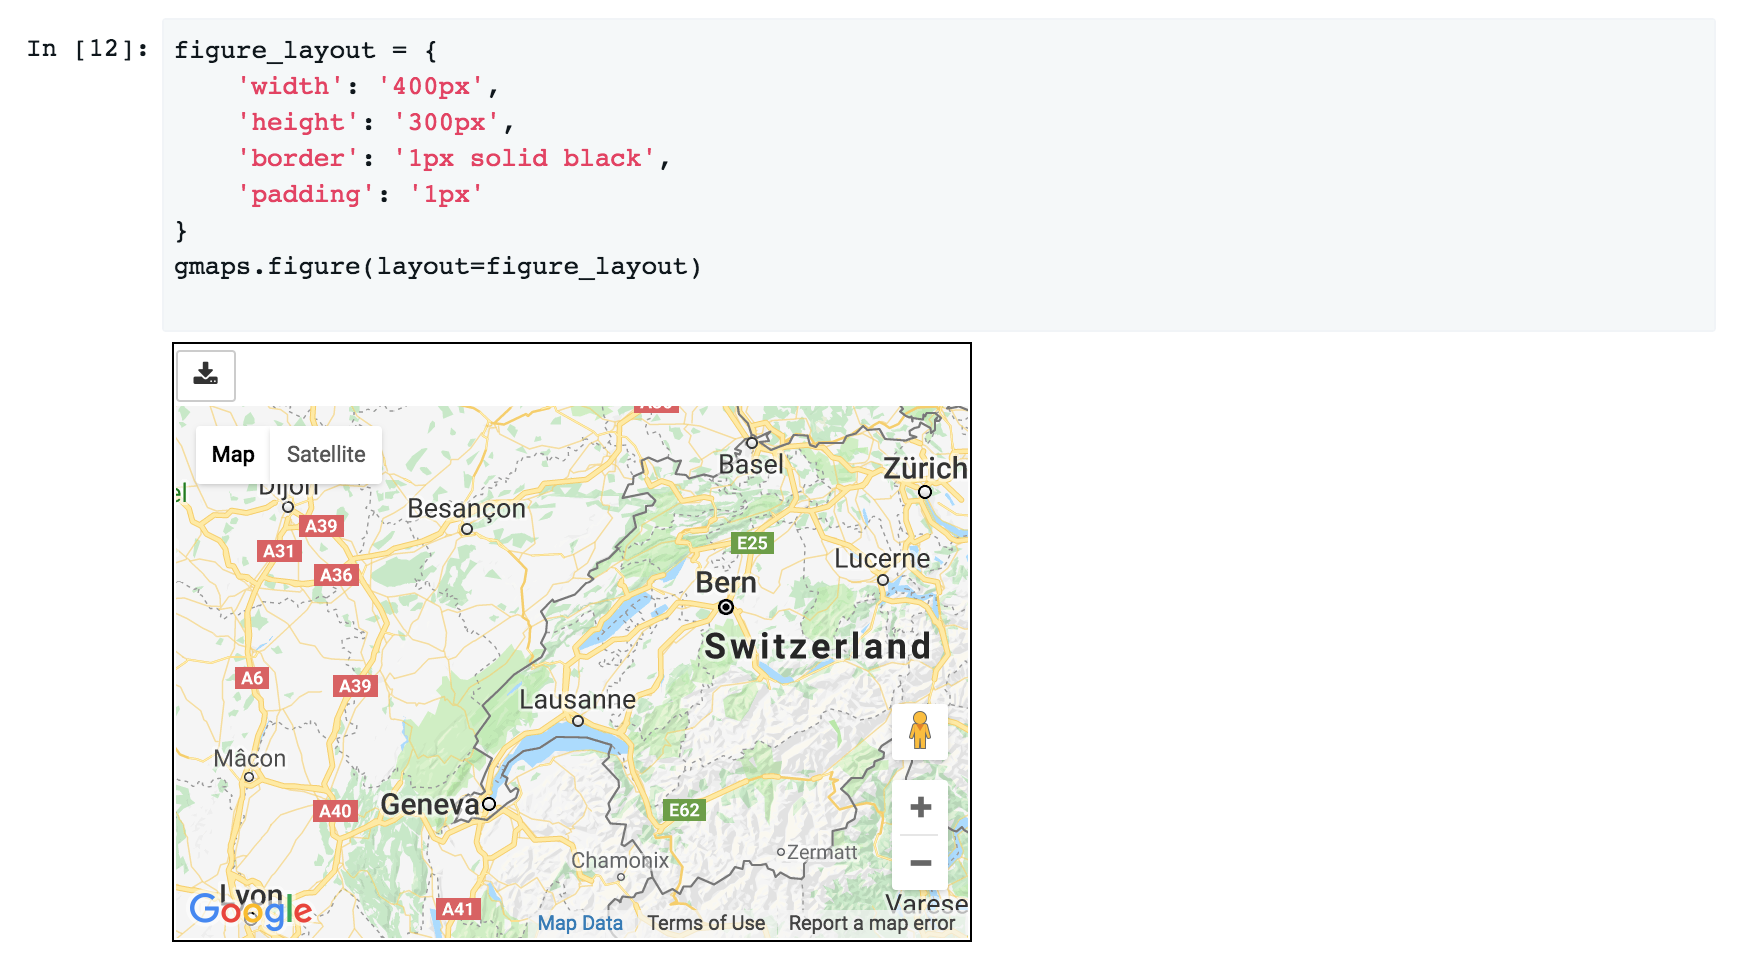 In [12]:
figure_layout = {
    'width': '400px',
    'height': '300px',
    'border': '1px solid black',
    'padding': '1px'
}
gmaps.figure(layout=figure_layout)
Map Satellite
Basel
Zürich
Dijon
Besançon
A39
A31
E25
Lucerne
A36
Bern
Switzerland
A6
A39
Lausanne
Mâcon
Geneva
A40
E62
Chamonix
Zermatt
Lyon
Google
A41
Varese
Map Data Terms of Use Report a map error